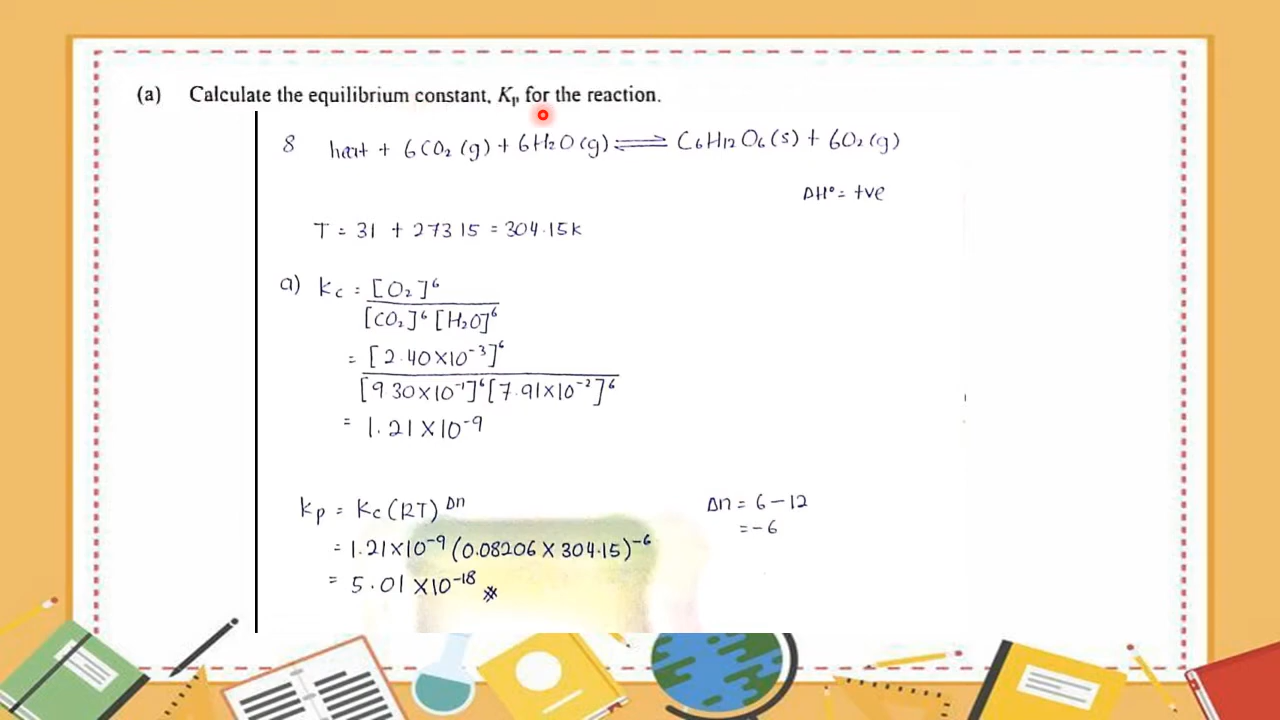 (a) Calculate the equilibrium constant, Kp for the reaction.
8 heat + 6CO₂ (g) + 6H₂O (g) ⇌ C₆H₁₂O₆ (s) + 6O₂ (g)
ΔH° = +ve
T = 31 + 273.15 = 304.15K
a) Kc = [O₂]⁶
[CO₂]⁶ [H₂O]⁶
= [2.40×10⁻³]⁶
[9.30×10⁻¹]⁶ [7.91×10⁻²]⁶
= 1.21×10⁻⁹
Kp = Kc (RT)^Δn
Δn = 6 – 12
= –6
= 1.21×10⁻⁹ (0.08206 × 304.15)⁻⁶
= 5.01 ×10⁻¹⁸ #